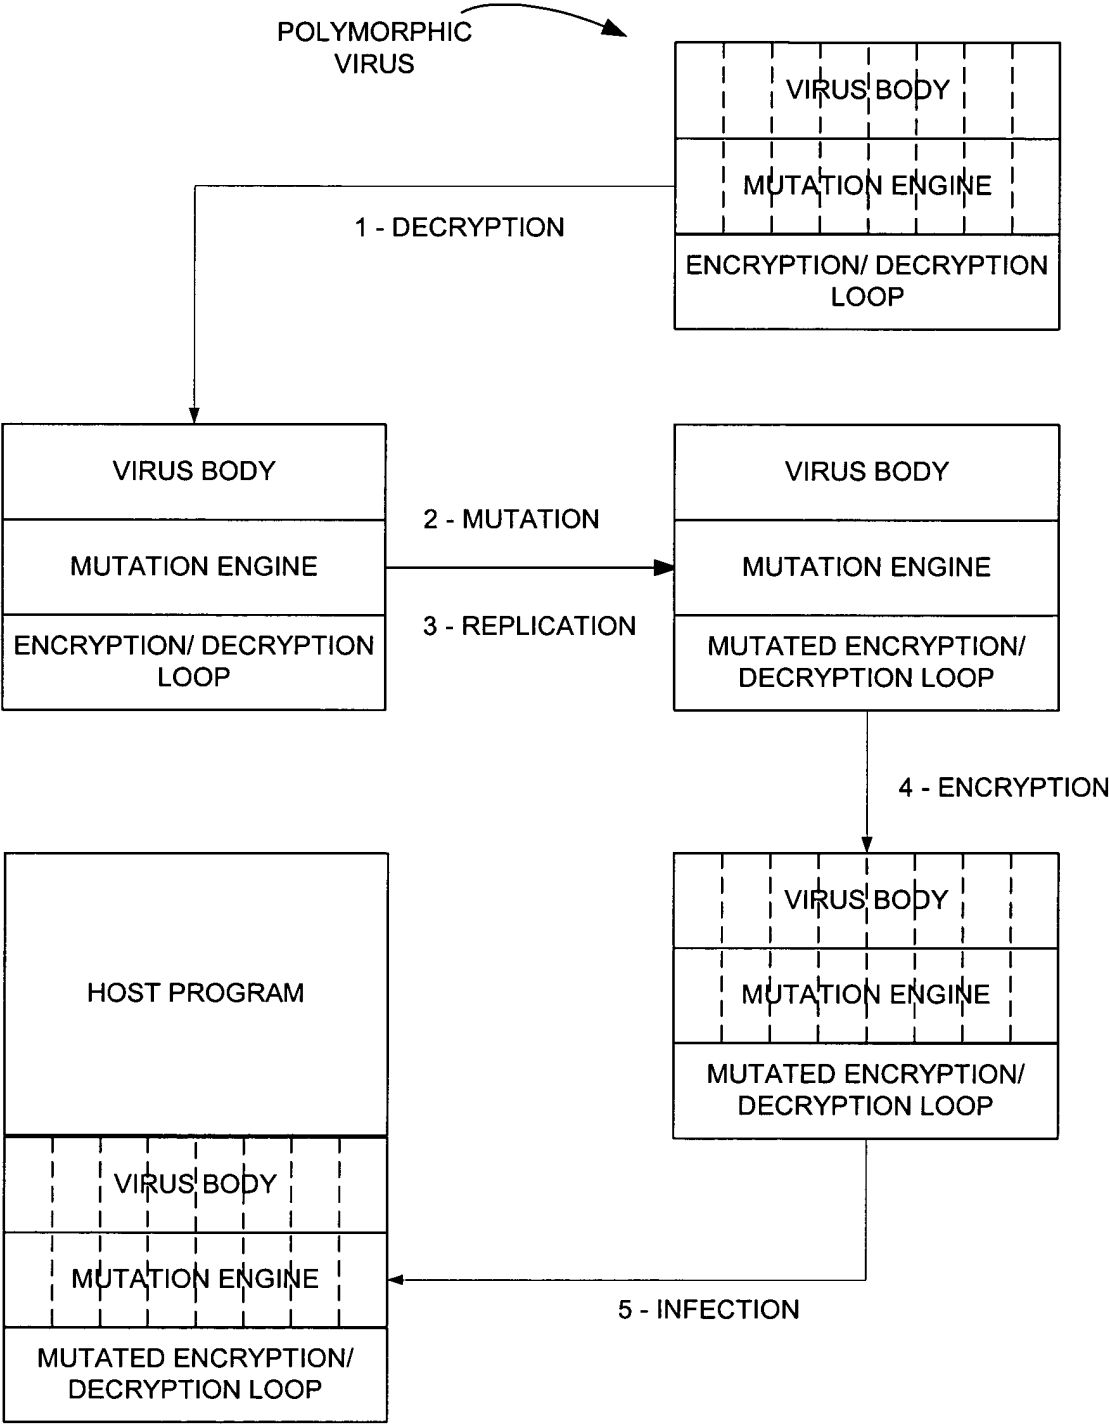 POLYMORPHIC
VIRUS
VIRUS BODY
MUTATION ENGINE
ENCRYPTION/ DECRYPTION
LOOP
1 - DECRYPTION
VIRUS BODY
MUTATION ENGINE
ENCRYPTION/ DECRYPTION
LOOP
2 - MUTATION
3 - REPLICATION
VIRUS BODY
MUTATION ENGINE
MUTATED ENCRYPTION/
DECRYPTION LOOP
4 - ENCRYPTION
VIRUS BODY
MUTATION ENGINE
MUTATED ENCRYPTION/
DECRYPTION LOOP
5 - INFECTION
HOST PROGRAM
VIRUS BODY
MUTATION ENGINE
MUTATED ENCRYPTION/
DECRYPTION LOOP